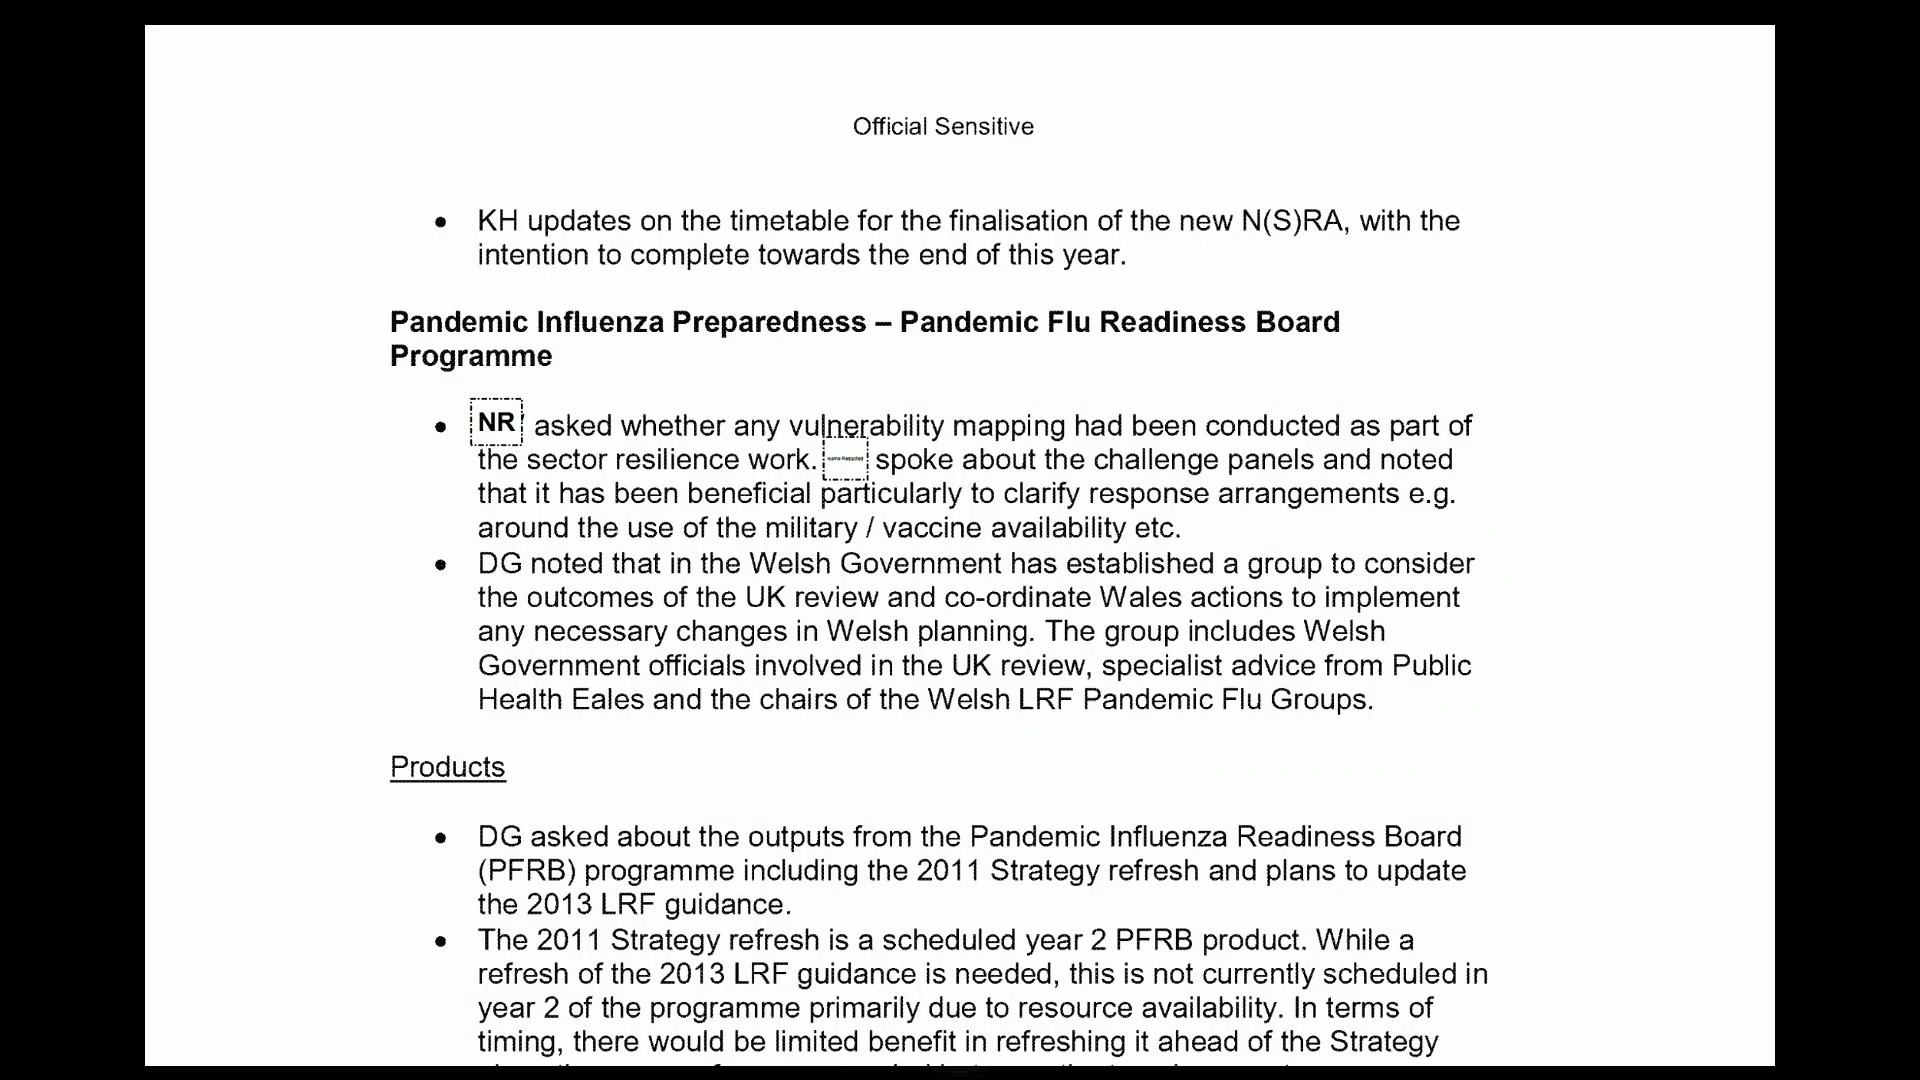 Official Sensitive
• KH updates on the timetable for the finalisation of the new N(S)RA, with the
intention to complete towards the end of this year.
Pandemic Influenza Preparedness – Pandemic Flu Readiness Board
Programme
• NR asked whether any vulnerability mapping had been conducted as part of
the sector resilience work. Name Redacted spoke about the challenge panels and noted
that it has been beneficial particularly to clarify response arrangements e.g.
around the use of the military / vaccine availability etc.
• DG noted that in the Welsh Government has established a group to consider
the outcomes of the UK review and co-ordinate Wales actions to implement
any necessary changes in Welsh planning. The group includes Welsh
Government officials involved in the UK review, specialist advice from Public
Health Eales and the chairs of the Welsh LRF Pandemic Flu Groups.
Products
• DG asked about the outputs from the Pandemic Influenza Readiness Board
(PFRB) programme including the 2011 Strategy refresh and plans to update
the 2013 LRF guidance.
• The 2011 Strategy refresh is a scheduled year 2 PFRB product. While a
refresh of the 2013 LRF guidance is needed, this is not currently scheduled in
year 2 of the programme primarily due to resource availability. In terms of
timing, there would be limited benefit in refreshing it ahead of the Strategy